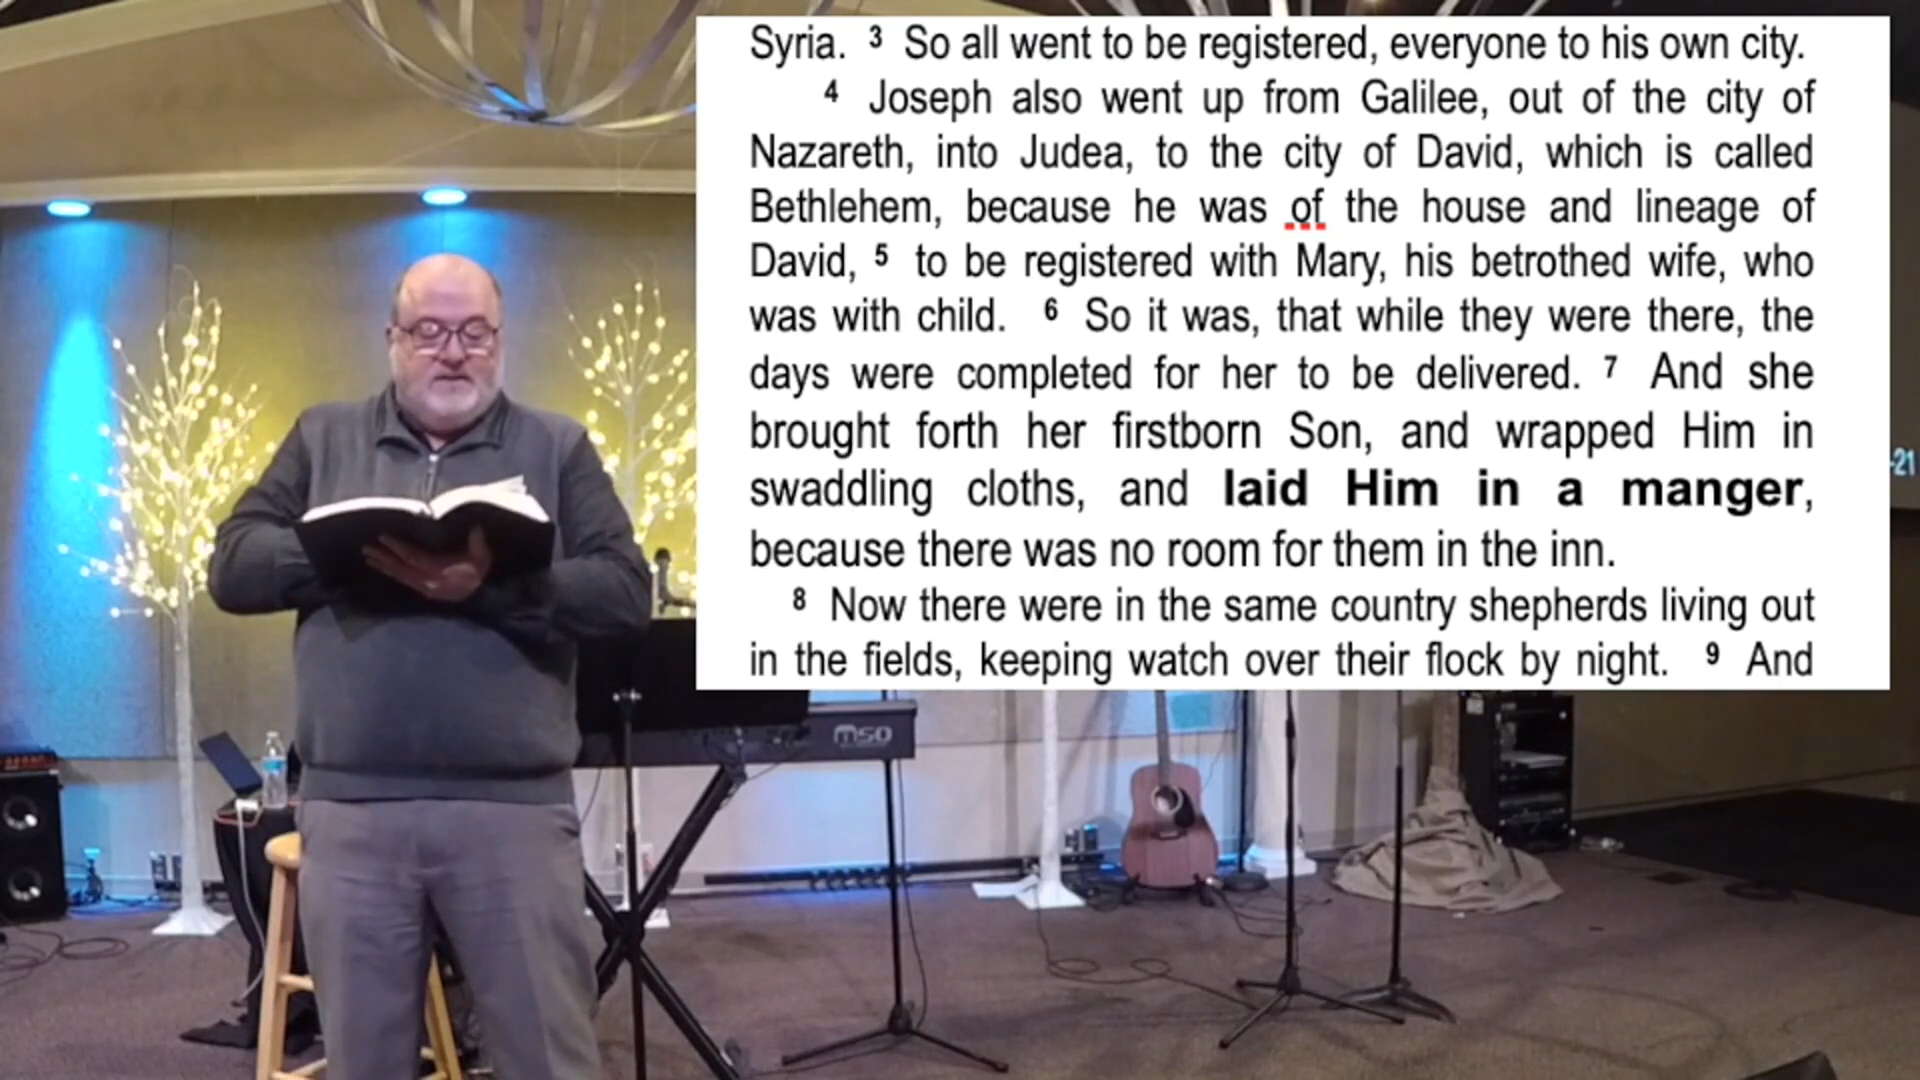 Syria. 3 So all went to be registered, everyone to his own city.
4 Joseph also went up from Galilee, out of the city of
Nazareth, into Judea, to the city of David, which is called
Bethlehem, because he was of the house and lineage of
David, 5 to be registered with Mary, his betrothed wife, who
was with child. 6 So it was, that while they were there, the
days were completed for her to be delivered. 7 And she
brought forth her firstborn Son, and wrapped Him in
swaddling cloths, and laid Him in a manger,
because there was no room for them in the inn.
8 Now there were in the same country shepherds living out
in the fields, keeping watch over their flock by night. 9 And
-21
m50